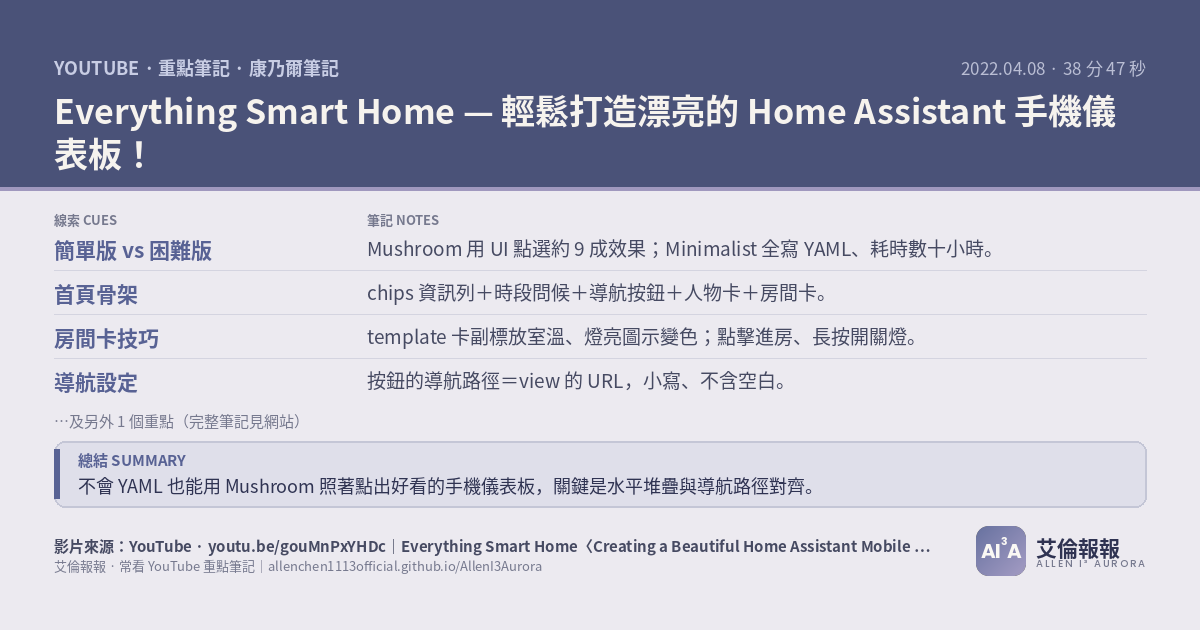 YOUTUBE · 重點筆記 · 康乃爾筆記
2022.04.08 · 38 分 47 秒
Everything Smart Home — 輕鬆打造漂亮的 Home Assistant 手機儀
表板！
線索 CUES
筆記 NOTES
簡單版 vs 困難版
Mushroom 用 UI 點選約 9 成效果；Minimalist 全寫 YAML、耗時數十小時。
首頁骨架
chips 資訊列＋時段問候＋導航按鈕＋人物卡＋房間卡。
房間卡技巧
template 卡副標放室溫、燈亮圖示變色；點擊進房、長按開關燈。
導航設定
按鈕的導航路徑＝view 的 URL，小寫、不含空白。
…及另外 1 個重點（完整筆記見網站）
總結 SUMMARY
不會 YAML 也能用 Mushroom 照著點出好看的手機儀表板，關鍵是水平堆疊與導航路徑對齊。
影片來源：YouTube · youtu.be/gouMnPxYHDc｜Everything Smart Home〈Creating a Beautiful Home Assistant Mobile …
艾倫報報 · 常看 YouTube 重點筆記｜allenchen1113official.github.io/AllenI3Aurora
AI³A
艾倫報報
ALLEN I³ AURORA